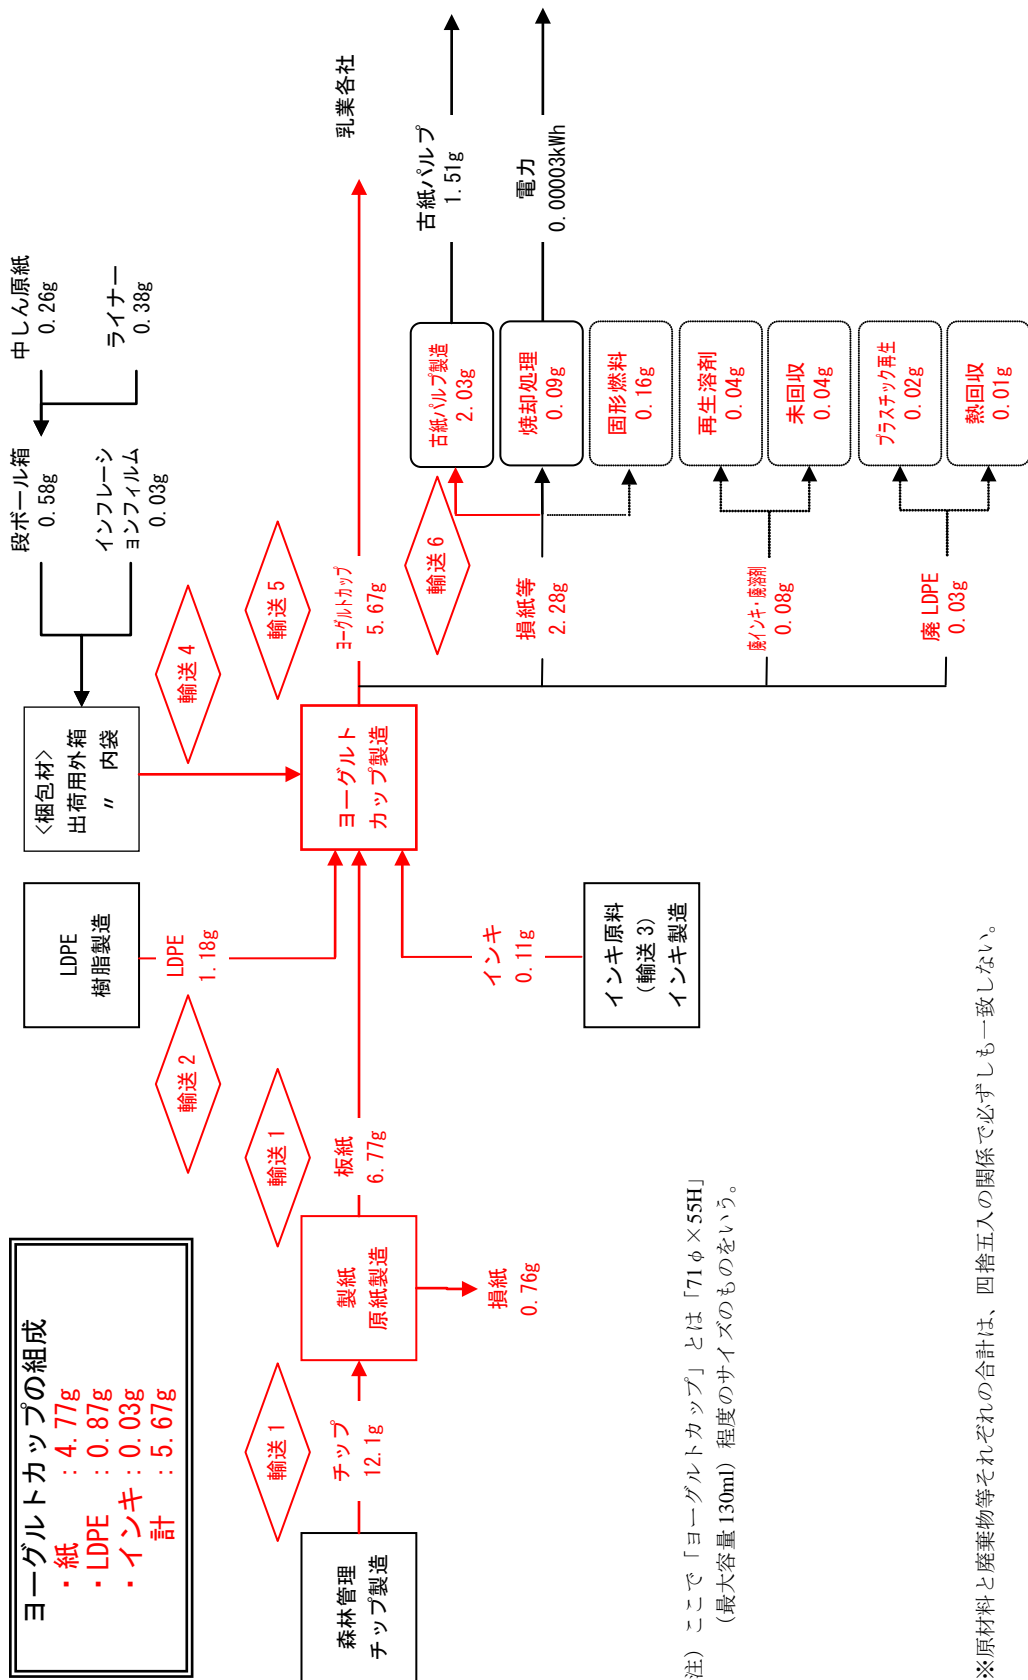 ヨーグルトカップの組成
・紙 : 4.77g
・LDPE : 0.87g
・インキ : 0.03g
計 : 5.67g
森林管理
チップ製造
チップ
12.1g
輸送 1
製紙
原紙製造
損紙
0.76g
輸送 1
板紙
6.77g
輸送 2
LDPE
樹脂製造
LDPE
1.18g
インキ
0.11g
インキ原料
(輸送 3)
インキ製造
<梱包材>
出荷用外箱
〃 内袋
輸送 4
段ボール箱
0.58g
インフレーシ
ョンフィルム
0.03g
中しん原紙
0.26g
ライナー
0.38g
ヨーグルト
カップ製造
輸送 5
ヨーグルトカップ
5.67g
乳業各社
輸送 6
損紙等
2.28g
廃インキ・廃溶剤
0.08g
廃 LDPE
0.03g
古紙パルプ製造
2.03g
焼却処理
0.09g
固形燃料
0.16g
再生溶剤
0.04g
未回収
0.04g
プラスチック再生
0.02g
熱回収
0.01g
古紙パルプ
1.51g
電力
0.00003kWh
注) ここで「ヨーグルトカップ」とは「71φ×55H」
(最大容量 130ml) 程度のサイズのものをいう。
※原材料と廃棄物等それぞれの合計は、四捨五入の関係で必ずしも一致しない。